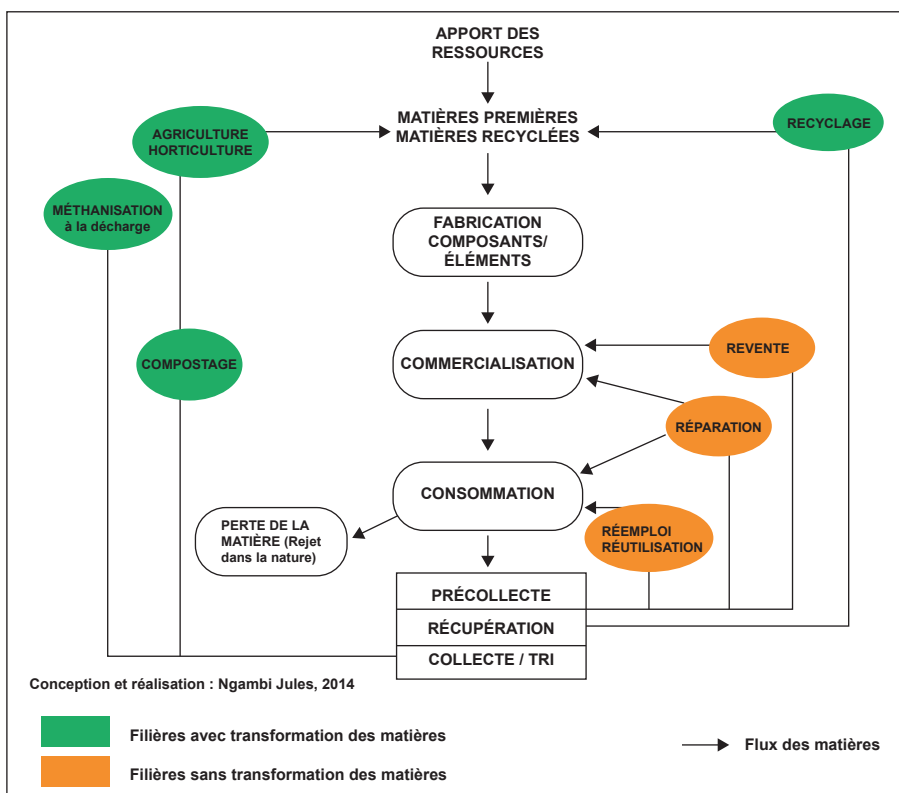 APPORT DES
RESSOURCES
MATIÈRES PREMIÈRES
MATIÈRES RECYCLÉES
AGRICULTURE
HORTICULTURE
RECYCLAGE
MÉTHANISATION
à la décharge
FABRICATION
COMPOSANTS/
ÉLÉMENTS
COMPOSTAGE
COMMERCIALISATION
REVENTE
RÉPARATION
CONSOMMATION
PERTE DE LA
MATIÈRE (Rejet
dans la nature)
RÉEMPLOI
RÉUTILISATION
PRÉCOLLECTE
RÉCUPÉRATION
COLLECTE / TRI
Conception et réalisation : Ngambi Jules, 2014
Filières avec transformation des matières
Filières sans transformation des matières
Flux des matières